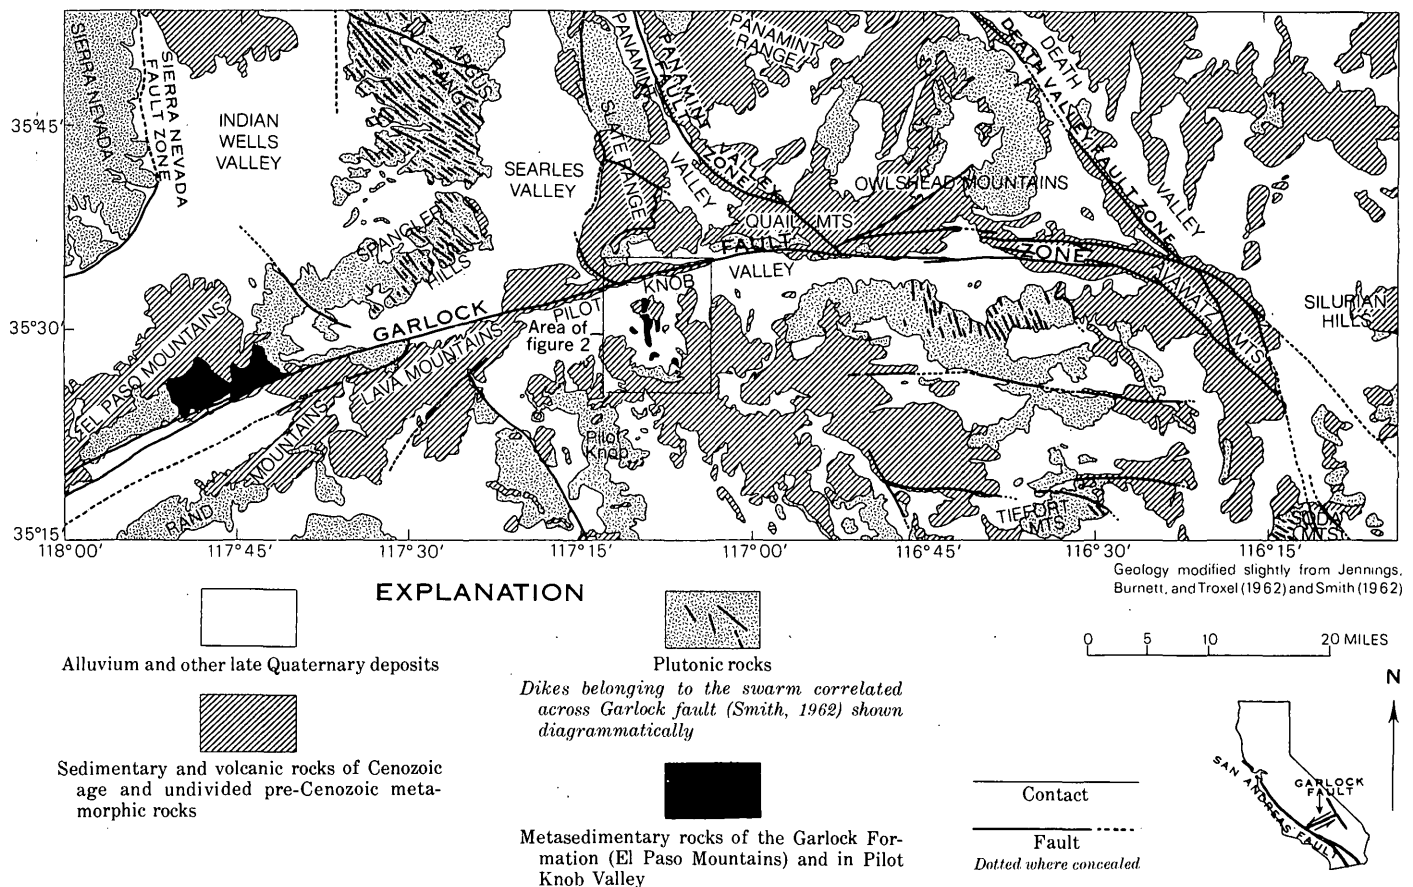 SIERRA NEVADA
SIERRA NEVADA
FAULT ZONE
INDIAN
WELLS
VALLEY
ARGUS
RANGE
SEARLES
VALLEY
PANAMINT
VALLEY
PANAMINT VALLEY
FAULT ZONE
SLATE RANGE
PANAMINT
RANGE
DEATH
VALLEY
DEATH VALLEY FAULT ZONE
OWLSHEAD MOUNTAINS
QUAIL MTS
SPANGLER
HILLS
GARLOCK
FAULT
ZONE
PILOT
KNOB
VALLEY
AVAWATZ
MTS
SILURIAN
HILLS
EL PASO MOUNTAINS
LAVA MOUNTAINS
RAND
MOUNTAINS
Area of
figure 2
Pilot
Knob
TIEFORT
MTS
SODA
MTS
35°45'
35°30'
35°15'
118°00'
117°45'
117°30'
117°15'
117°00'
116°45'
116°30'
116°15'
Geology modified slightly from Jennings,
Burnett, and Troxel (1962) and Smith (1962)
EXPLANATION
Alluvium and other late Quaternary deposits
Sedimentary and volcanic rocks of Cenozoic
age and undivided pre-Cenozoic meta-
morphic rocks
Plutonic rocks
Dikes belonging to the swarm correlated
across Garlock fault (Smith, 1962) shown
diagrammatically
Metasedimentary rocks of the Garlock For-
mation (El Paso Mountains) and in Pilot
Knob Valley
0 5 10 20 MILES
Contact
Fault
Dotted where concealed
N
SAN ANDREAS FAULT
GARLOCK
FAULT